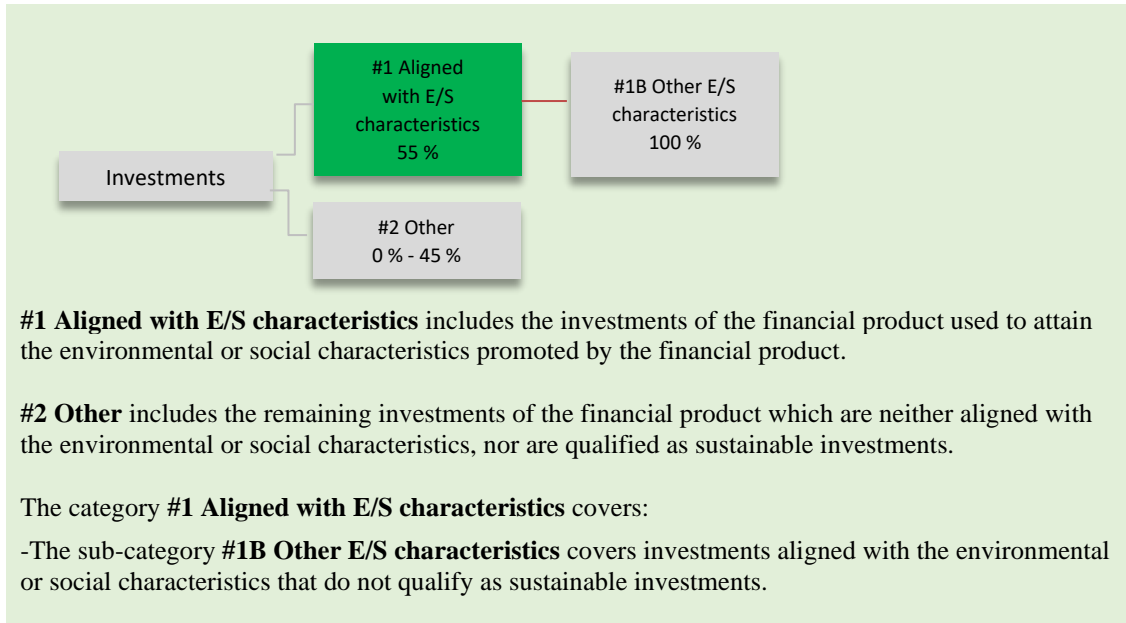 #1 Aligned
with E/S
characteristics
55 %
#1B Other E/S
characteristics
100 %
Investments
#2 Other
0 % - 45 %
#1 Aligned with E/S characteristics includes the investments of the financial product used to attain
the environmental or social characteristics promoted by the financial product.
#2 Other includes the remaining investments of the financial product which are neither aligned with
the environmental or social characteristics, nor are qualified as sustainable investments.
The category #1 Aligned with E/S characteristics covers:
-The sub-category #1B Other E/S characteristics covers investments aligned with the environmental
or social characteristics that do not qualify as sustainable investments.